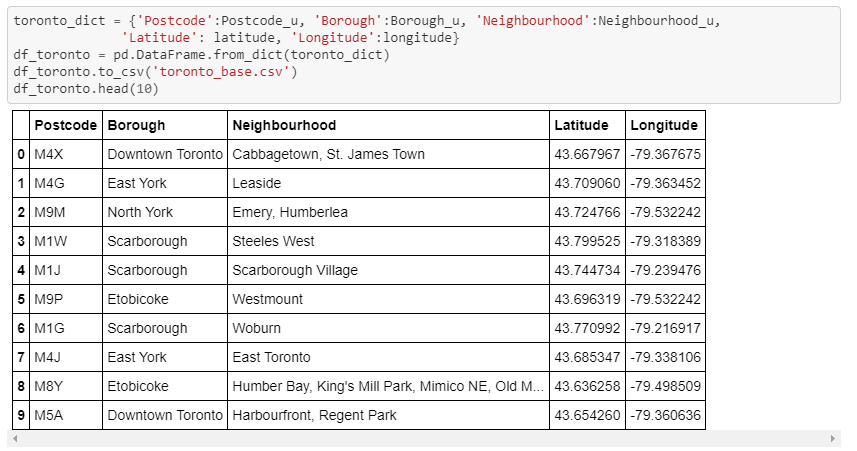 toronto_dict = {'Postcode':Postcode_u, 'Borough':Borough_u, 'Neighbourhood':Neighbourhood_u,
'Latitude': latitude, 'Longitude':longitude}
df_toronto = pd.DataFrame.from_dict(toronto_dict)
df_toronto.to_csv('toronto_base.csv')
df_toronto.head(10)
Postcode Borough Neighbourhood Latitude Longitude
0 M4X Downtown Toronto Cabbagetown, St. James Town 43.667967 -79.367675
1 M4G East York Leaside 43.709060 -79.363452
2 M9M North York Emery, Humberlea 43.724766 -79.532242
3 M1W Scarborough Steeles West 43.799525 -79.318389
4 M1J Scarborough Scarborough Village 43.744734 -79.239476
5 M9P Etobicoke Westmount 43.696319 -79.532242
6 M1G Scarborough Woburn 43.770992 -79.216917
7 M4J East York East Toronto 43.685347 -79.338106
8 M8Y Etobicoke Humber Bay, King's Mill Park, Mimico NE, Old M... 43.636258 -79.498509
9 M5A Downtown Toronto Harbourfront, Regent Park 43.654260 -79.360636